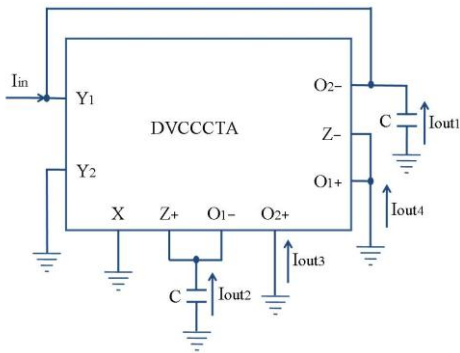 Iin
Y1
O2−
DVCCCTA
C
Iout1
Z−
Y2
O1+
Iout4
X
Z+
O1−
O2+
Iout3
C
Iout2